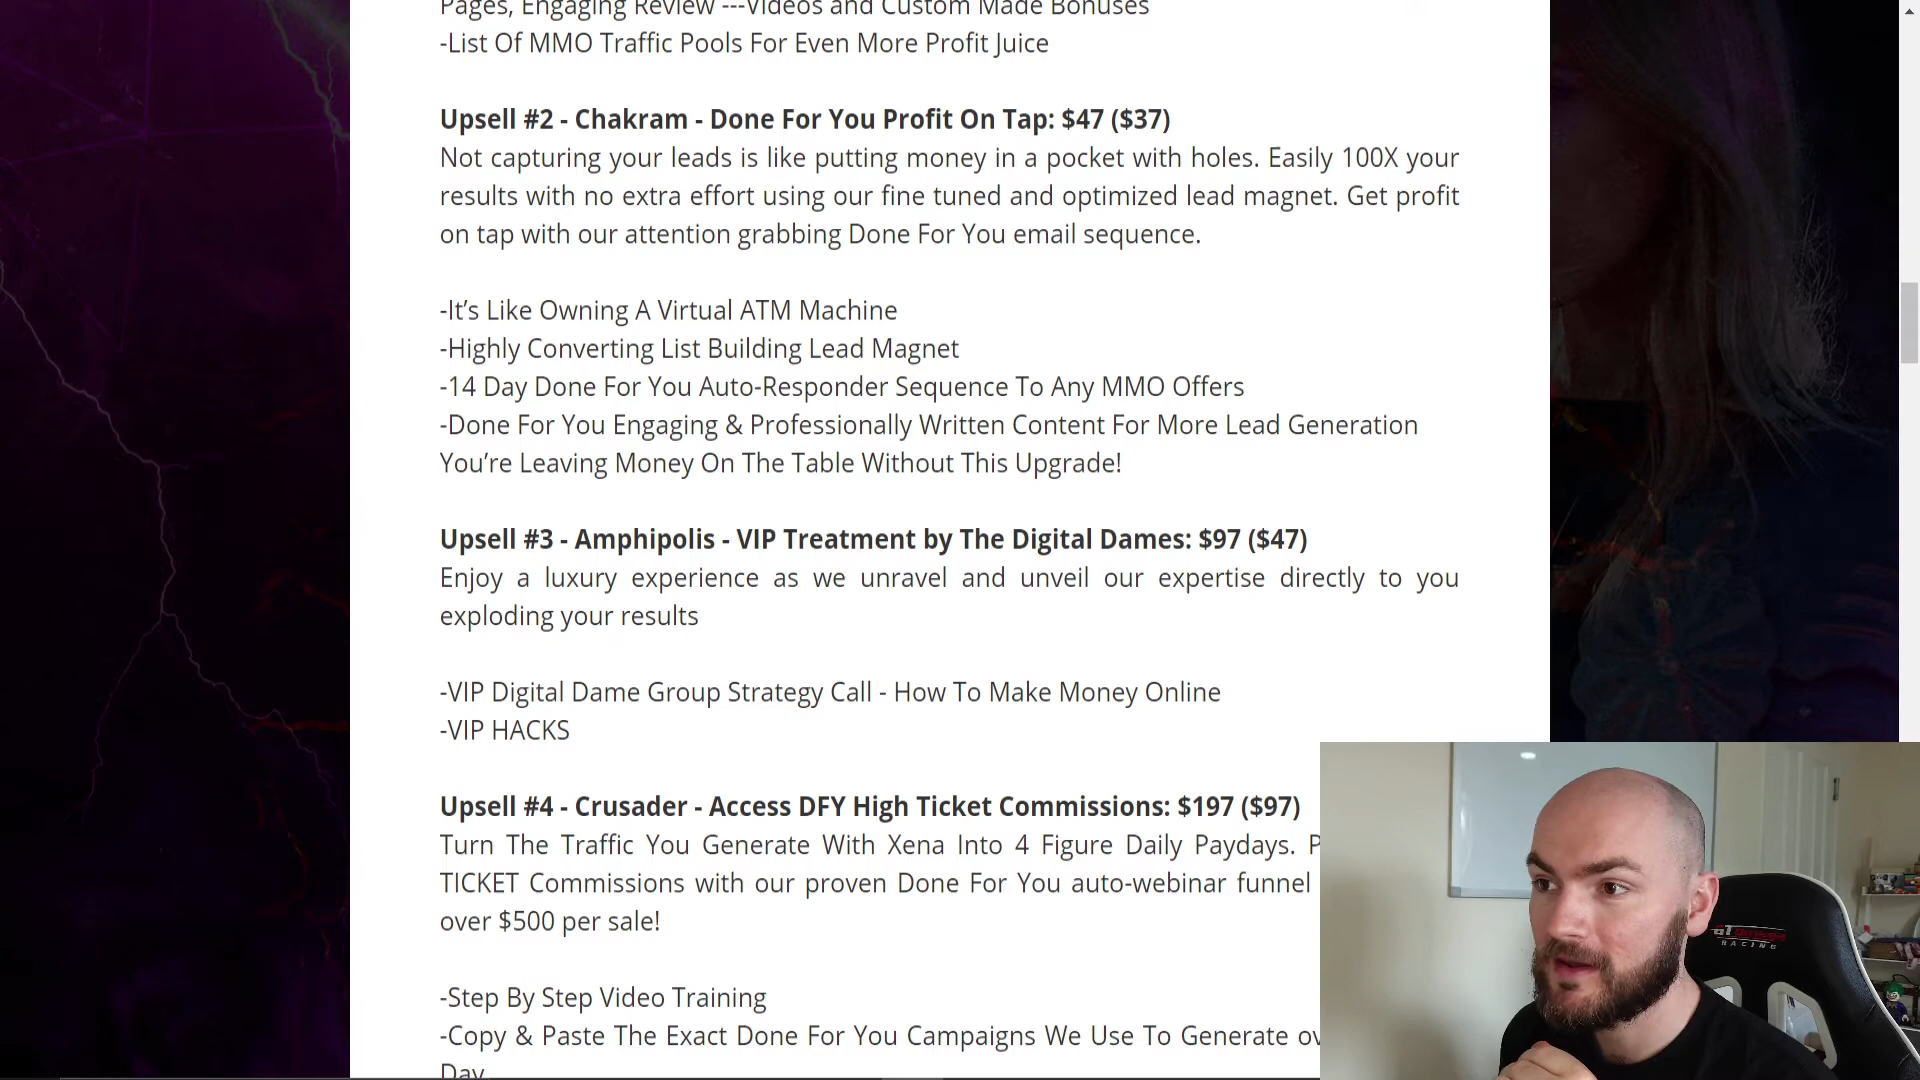 Pages, Engaging Review ---Videos and Custom Made Bonuses
-List Of MMO Traffic Pools For Even More Profit Juice
Upsell #2 - Chakram - Done For You Profit On Tap: $47 ($37)
Not capturing your leads is like putting money in a pocket with holes. Easily 100X your
results with no extra effort using our fine tuned and optimized lead magnet. Get profit
on tap with our attention grabbing Done For You email sequence.
-It’s Like Owning A Virtual ATM Machine
-Highly Converting List Building Lead Magnet
-14 Day Done For You Auto-Responder Sequence To Any MMO Offers
-Done For You Engaging & Professionally Written Content For More Lead Generation
You’re Leaving Money On The Table Without This Upgrade!
Upsell #3 - Amphipolis - VIP Treatment by The Digital Dames: $97 ($47)
Enjoy a luxury experience as we unravel and unveil our expertise directly to you
exploding your results
-VIP Digital Dame Group Strategy Call - How To Make Money Online
-VIP HACKS
Upsell #4 - Crusader - Access DFY High Ticket Commissions: $197 ($97)
Turn The Traffic You Generate With Xena Into 4 Figure Daily Paydays.
TICKET Commissions with our proven Done For You auto-webinar funnel
over $500 per sale!
-Step By Step Video Training
-Copy & Paste The Exact Done For You Campaigns We Use To Generate
Day
GT Omega
RACING